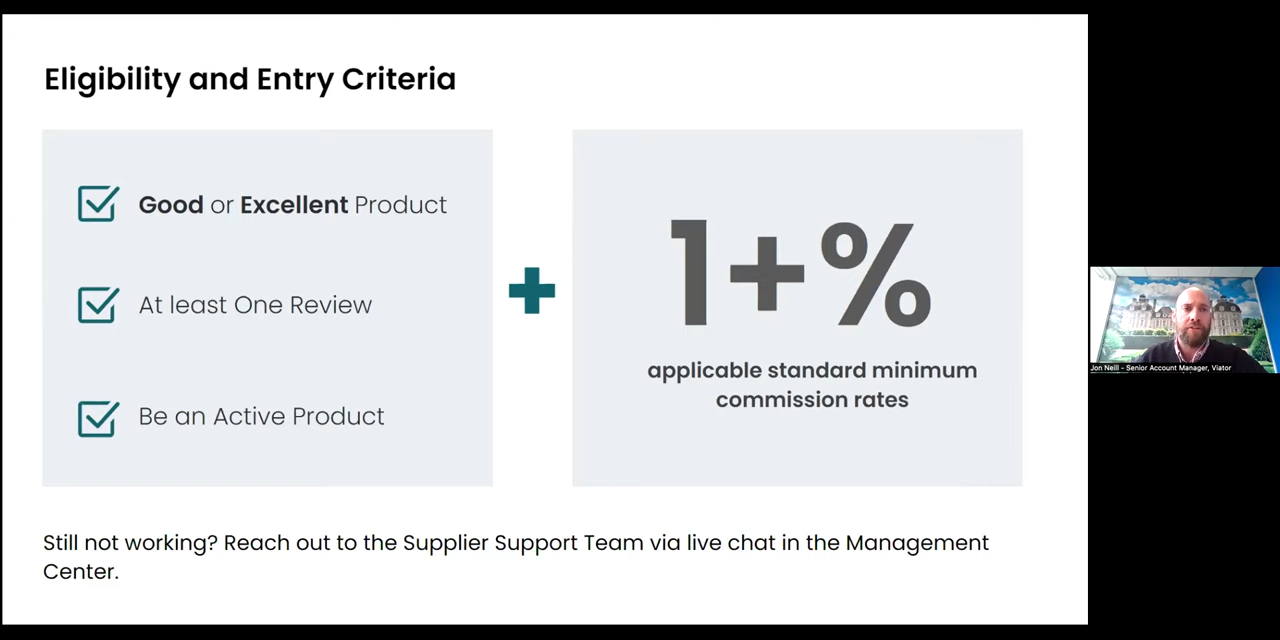 Eligibility and Entry Criteria
Good or Excellent Product
At least One Review
Be an Active Product
1+%
applicable standard minimum
commission rates
Still not working? Reach out to the Supplier Support Team via live chat in the Management
Center.
Jon Neill - Senior Account Manager, Viator